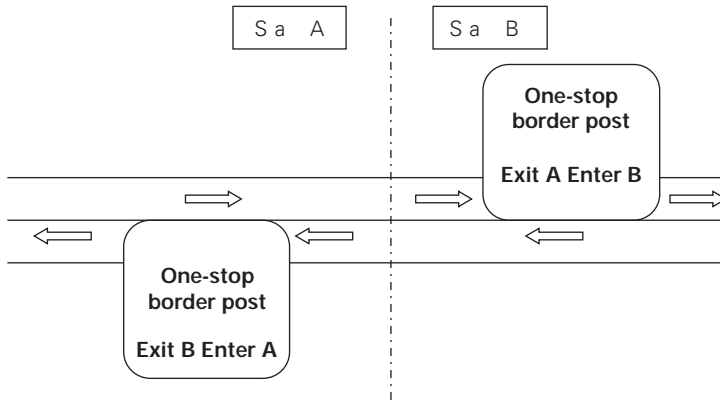 Sa A
Sa B
One-stop
border post
Exit A Enter B
One-stop
border post
Exit B Enter A